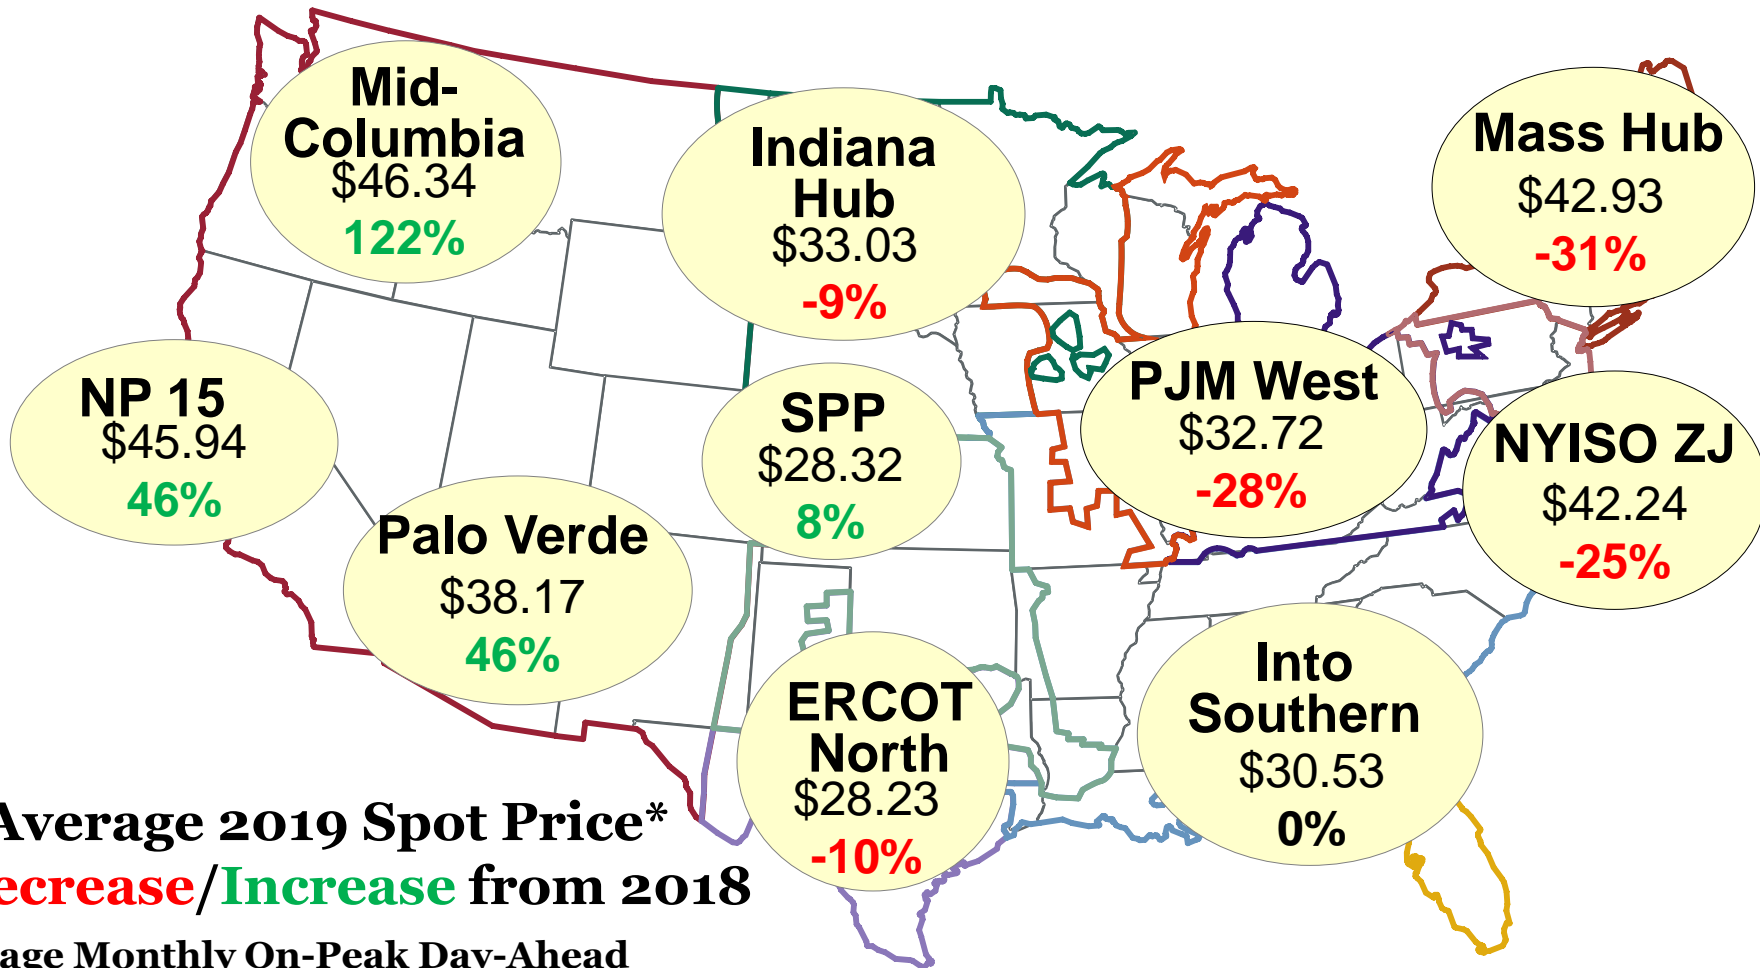 Mid-
Columbia
$46.34
122%
Indiana
Hub
$33.03
-9%
Mass Hub
$42.93
-31%
NP 15
$45.94
46%
SPP
$28.32
8%
PJM West
$32.72
-28%
NYISO ZJ
$42.24
-25%
Palo Verde
$38.17
46%
ERCOT
North
$28.23
-10%
Into
Southern
$30.53
0%
Average 2019 Spot Price*
ecrease/Increase from 2018
age Monthly On-Peak Day-Ahead